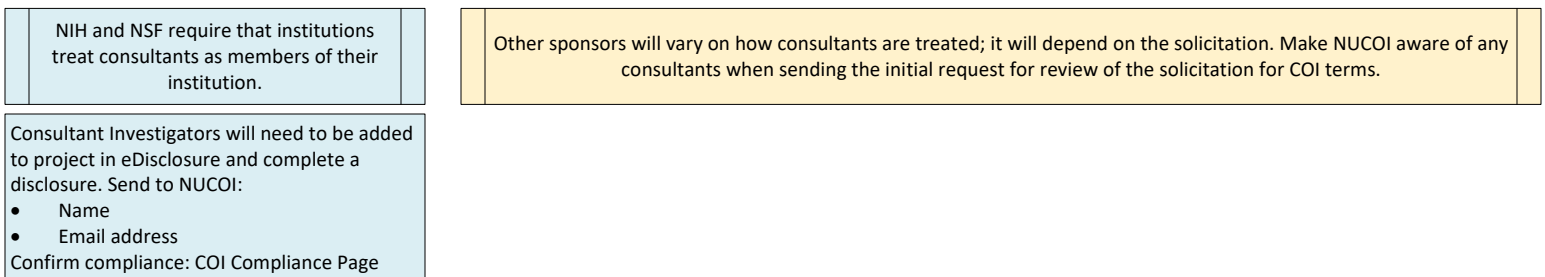 NIH and NSF require that institutions
treat consultants as members of their
institution.
Other sponsors will vary on how consultants are treated; it will depend on the solicitation. Make NUCOI aware of any
consultants when sending the initial request for review of the solicitation for COI terms.
Consultant Investigators will need to be added
to project in eDisclosure and complete a
disclosure. Send to NUCOI:
• Name
• Email address
Confirm compliance: COI Compliance Page